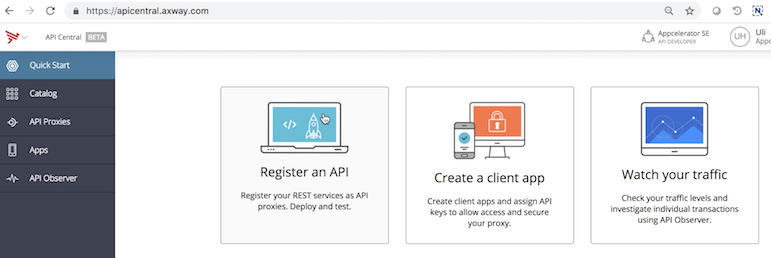 https://apicentral.axway.com
API Central BETA
Appcelerator SE
API DEVELOPER
UH
Uli
Appc
Quick Start
Catalog
API Proxies
Apps
API Observer
</>
Register an API
Register your REST services as API
proxies. Deploy and test.
Create a client app
Create client apps and assign API
keys to allow access and secure
your proxy.
Watch your traffic
Check your traffic levels and
investigate individual transactions
using API Observer.